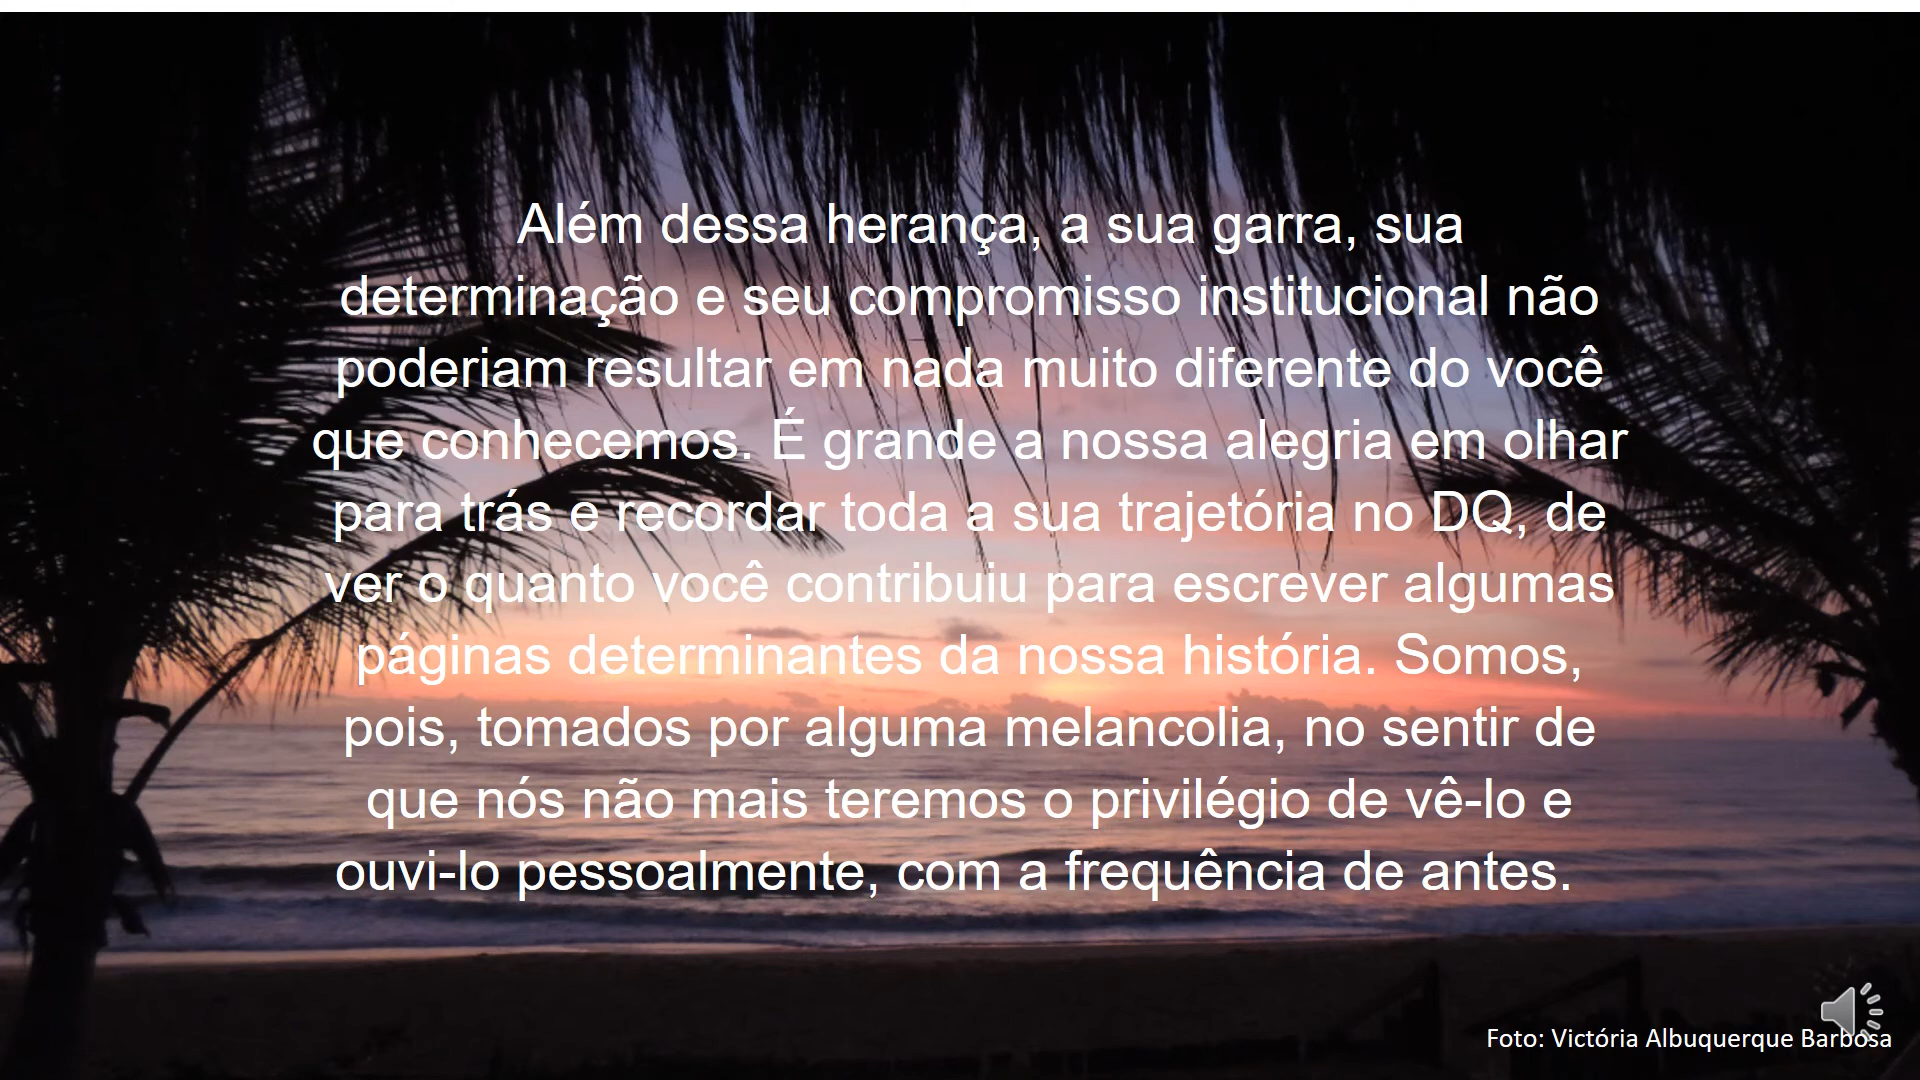 Além dessa herança, a sua garra, sua
determinação e seu compromisso institucional não
poderiam resultar em nada muito diferente do você
que conhecemos. É grande a nossa alegria em olhar
para trás e recordar toda a sua trajetória no DQ, de
ver o quanto você contribuiu para escrever algumas
páginas determinantes da nossa história. Somos,
pois, tomados por alguma melancolia, no sentir de
que nós não mais teremos o privilégio de vê-lo e
ouvi-lo pessoalmente, com a frequência de antes.
Foto: Victória Albuquerque Barbosa